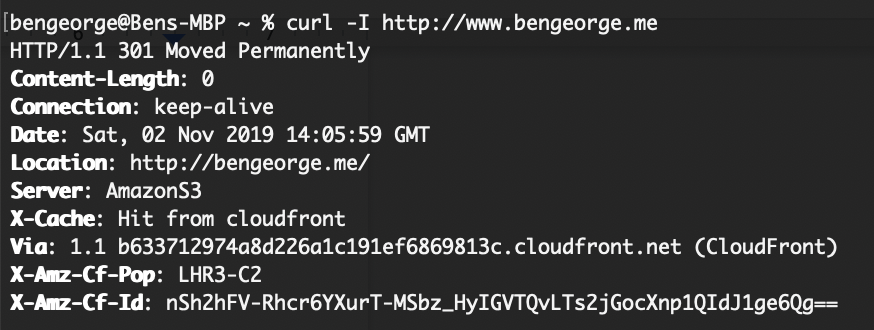 [bengeorge@Bens-MBP ~ % curl -I http://www.bengeorge.me
HTTP/1.1 301 Moved Permanently
Content-Length: 0
Connection: keep-alive
Date: Sat, 02 Nov 2019 14:05:59 GMT
Location: http://bengeorge.me/
Server: AmazonS3
X-Cache: Hit from cloudfront
Via: 1.1 b633712974a8d226a1c191ef6869813c.cloudfront.net (CloudFront)
X-Amz-Cf-Pop: LHR3-C2
X-Amz-Cf-Id: nSh2hFV-Rhcr6YXurT-MSbz_HyIGVTQvLTs2jGocXnp1QIdJ1ge6Qg==